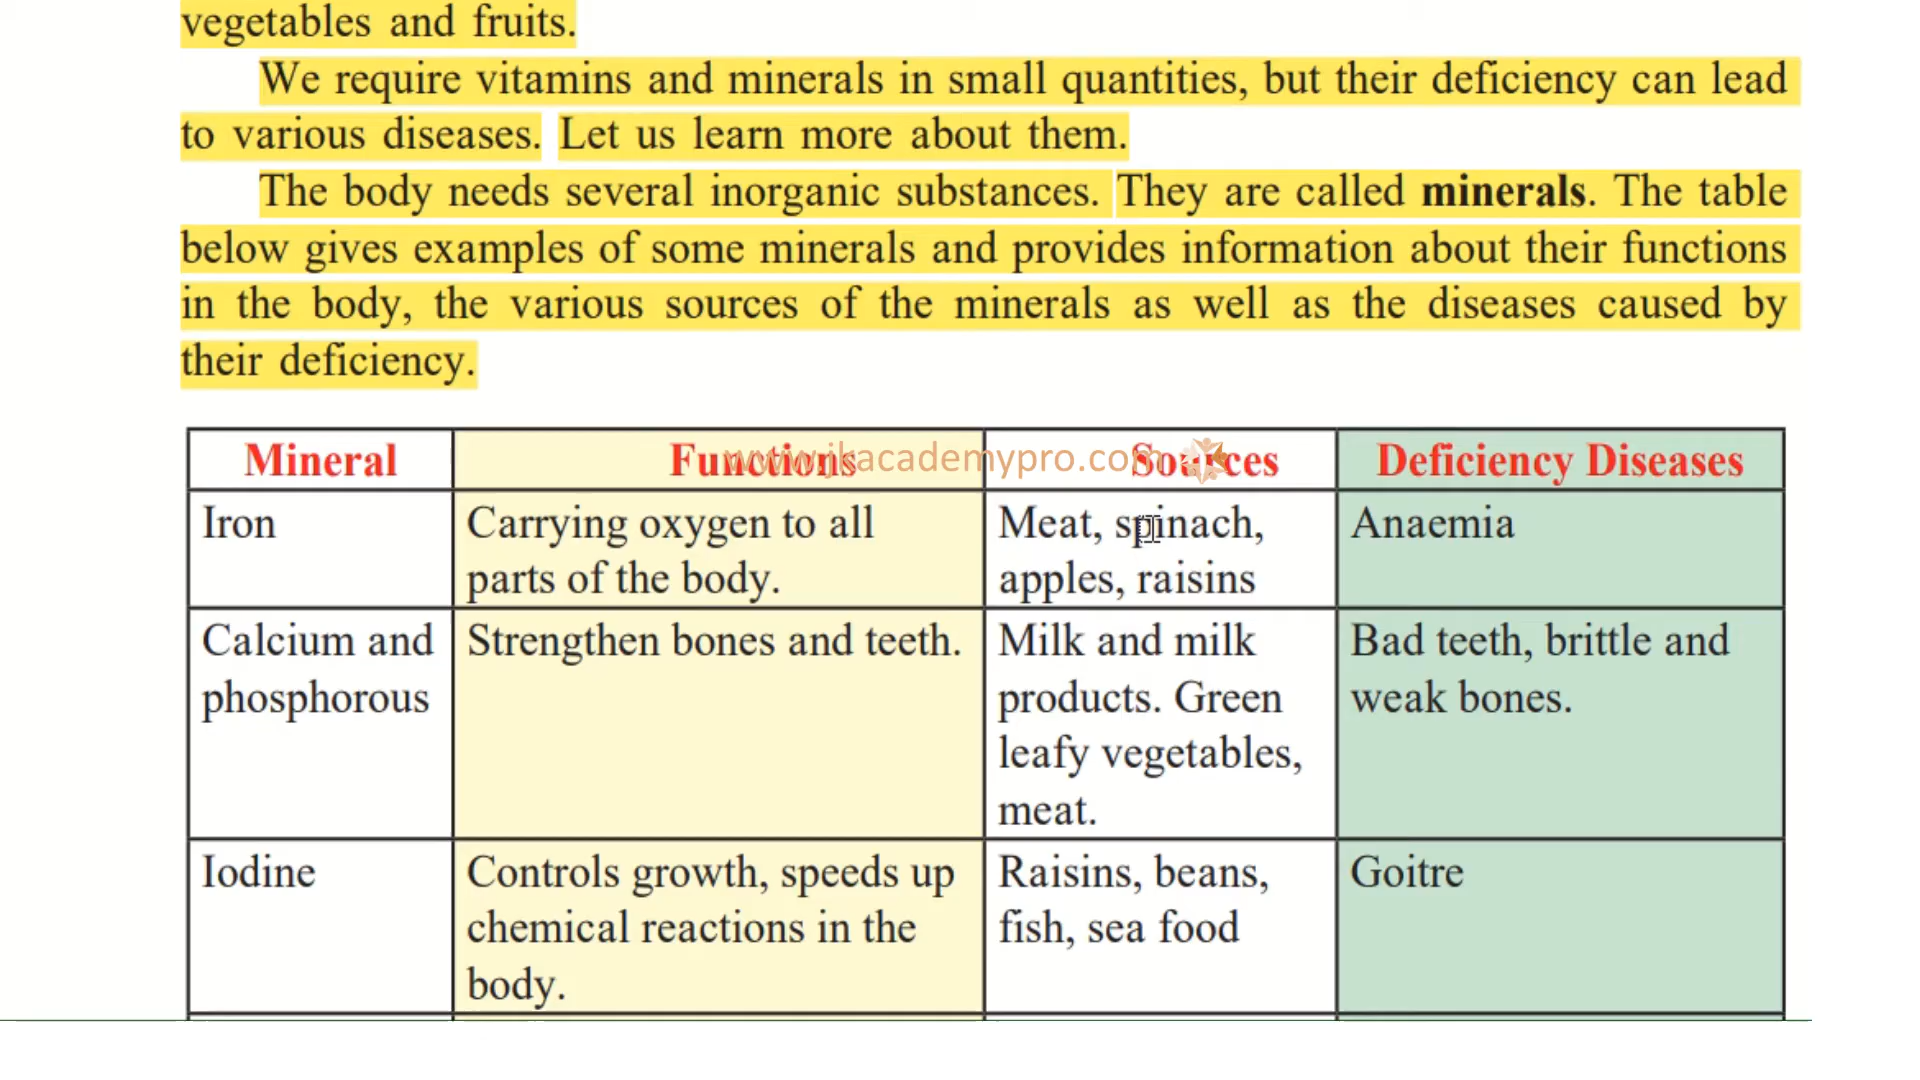 vegetables and fruits.
We require vitamins and minerals in small quantities, but their deficiency can lead
to various diseases. Let us learn more about them.
The body needs several inorganic substances. They are called minerals. The table
below gives examples of some minerals and provides information about their functions
in the body, the various sources of the minerals as well as the diseases caused by
their deficiency.
Mineral
Functions
Sources
Deficiency Diseases
www.jkacademypro.com
Iron
Carrying oxygen to all
parts of the body.
Meat, spinach,
apples, raisins
Anaemia
Calcium and
phosphorous
Strengthen bones and teeth.
Milk and milk
products. Green
leafy vegetables,
meat.
Bad teeth, brittle and
weak bones.
Iodine
Controls growth, speeds up
chemical reactions in the
body.
Raisins, beans,
fish, sea food
Goitre